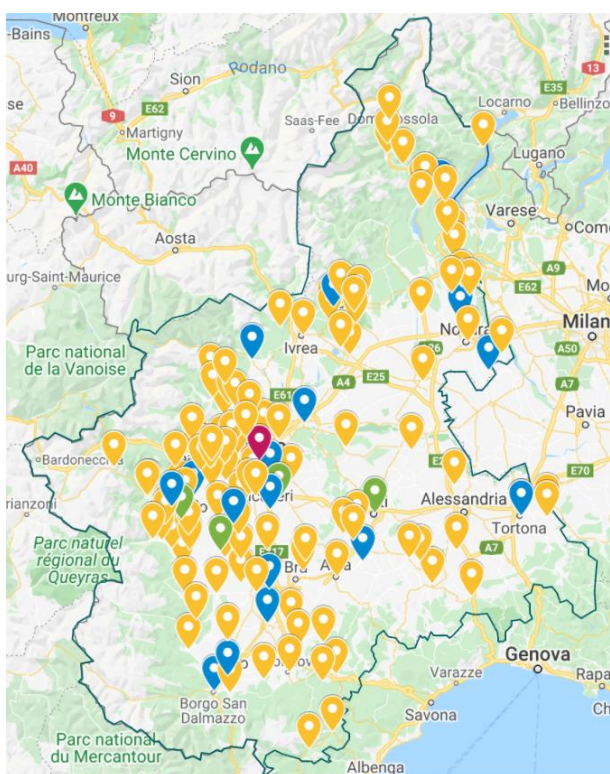 Montreux
-Bains
Sion
Rodano
13
E35
Locarno
Bellinzo
9
E62
Saas-Fee
Martigny
Monte Cervino
Lugano
A40
Monte Bianco
Varese
Como
Aosta
urg-Saint-Maurice
A9
E62
Mo
Milan
Parc national
de la Vanoise
Ivrea
A50
A4
E25
A7
E61
Pavia
Bardonecchia
E70
Alessandria
rianzoni
Tortona
Parc naturel
régional du
Queyras
A7
Bra
Genova
Varazze
Rapa
Borgo San
Dalmazzo
Savona
Ch
Parc national
du Mercantour
Albenga